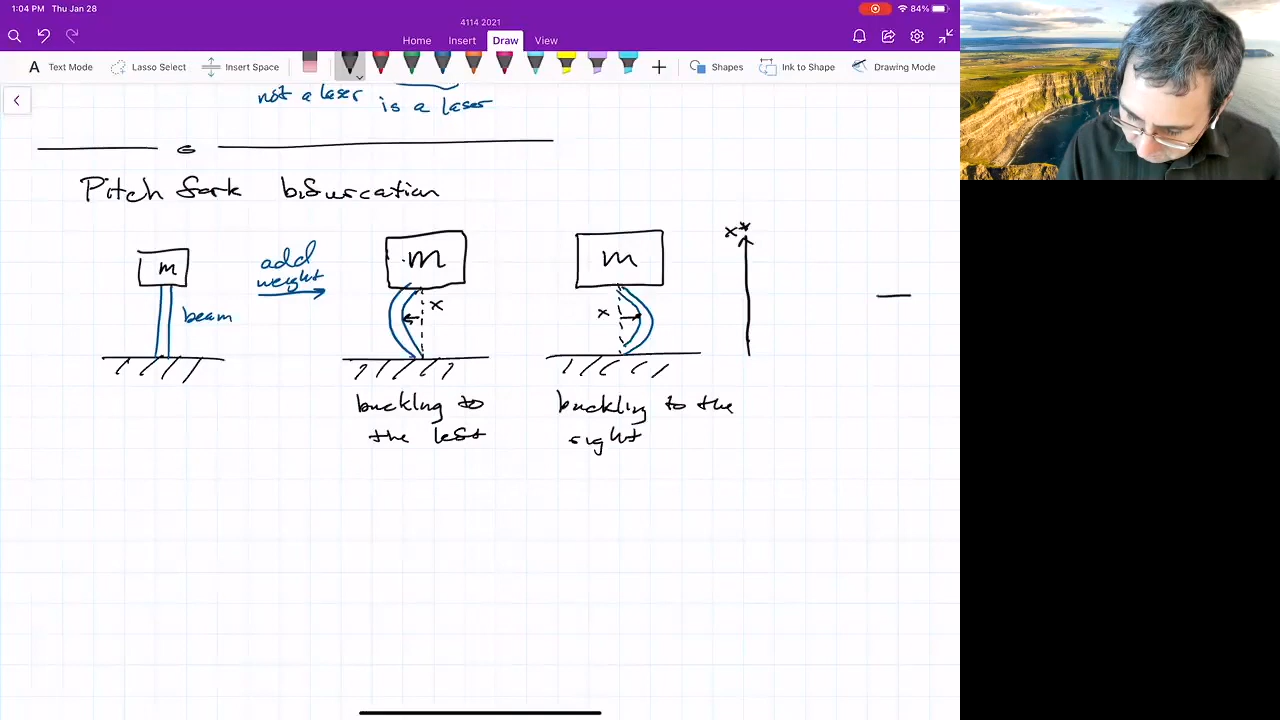 1:04 PM Thu Jan 28
84%
4114 2021
Home Insert Draw View
Text Mode Lasso Select Insert Space Shapes Ink to Shape Drawing Mode
not a laser is a laser
Pitch fork bifurcation
m
beam
add
weight
m
x
buckling to
the left
m
x
buckling to the
right
x*